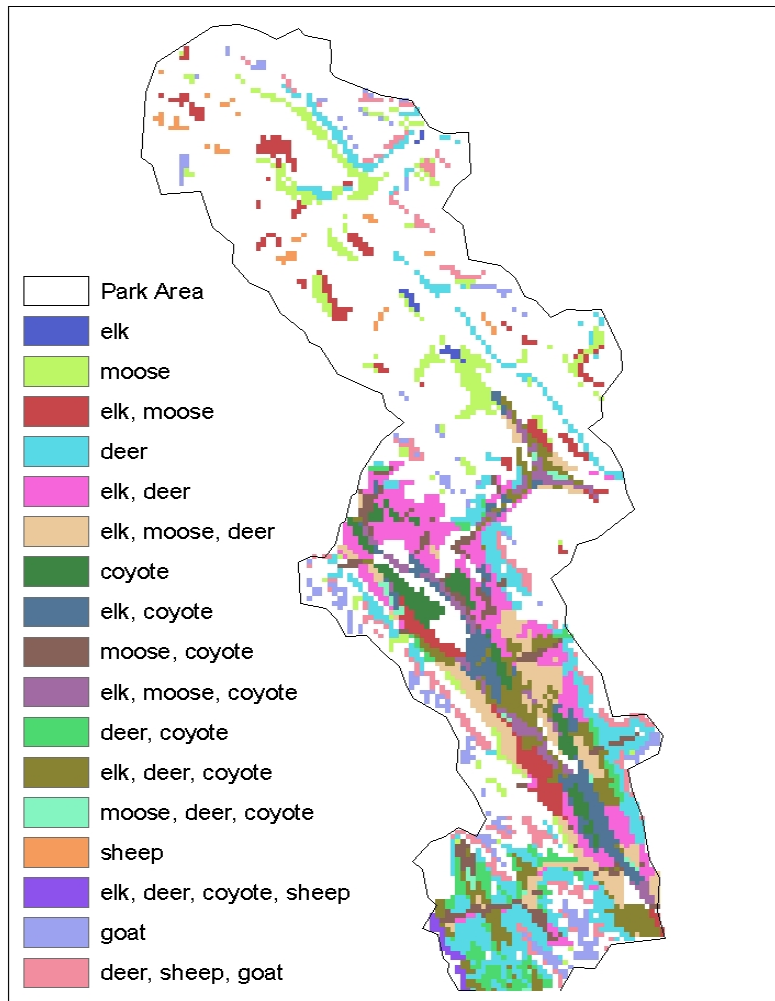 Park Area
elk
moose
elk, moose
deer
elk, deer
elk, moose, deer
coyote
elk, coyote
moose, coyote
elk, moose, coyote
deer, coyote
elk, deer, coyote
moose, deer, coyote
sheep
elk, deer, coyote, sheep
goat
deer, sheep, goat